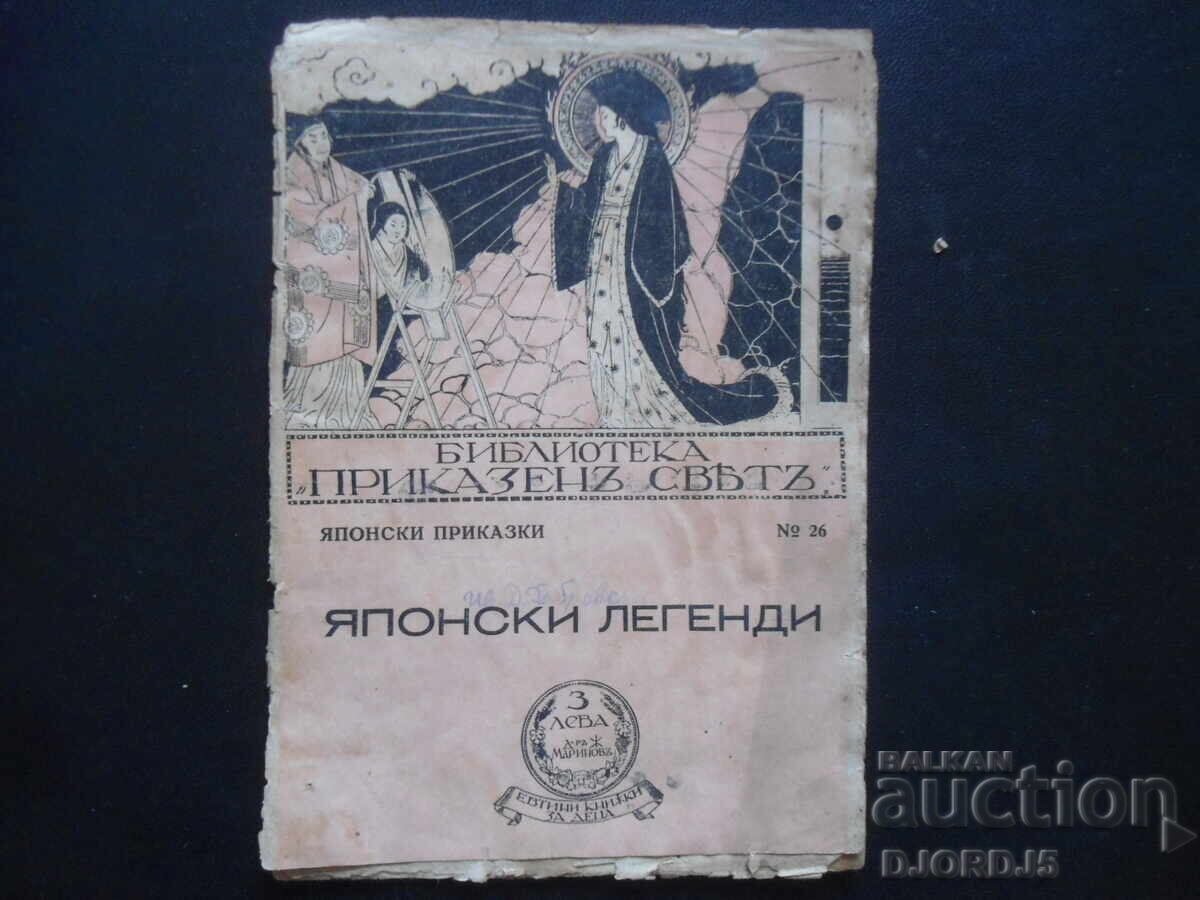 БИБЛИОТЕКА
„ПРИКАЗЕНЪ СВѢТЪ“
ЯПОНСКИ ПРИКАЗКИ № 26
ЯПОНСКИ ЛЕГЕНДИ
3
ЛЕВА
Д-РЪ Ж
МАРИНОВЪ
ЕВТИНИ КНИЖКИ
ЗА ДЕЦА
BALKAN
auction
DJORDJ5